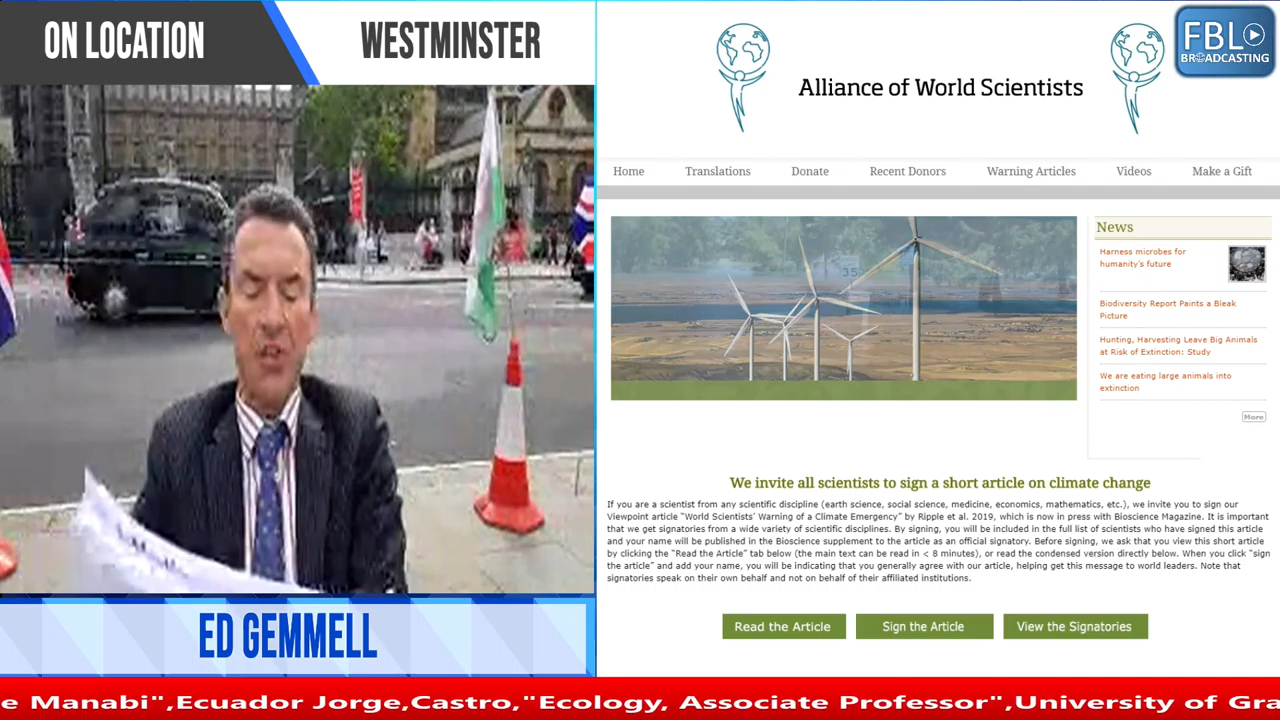 ON LOCATION
WESTMINSTER
FBL
BROADCASTING
Alliance of World Scientists
Home
Translations
Donate
Recent Donors
Warning Articles
Videos
Make a Gift
News
Harness microbes for
humanity's future
Biodiversity Report Paints a Bleak
Picture
Hunting, Harvesting Leave Big Animals
at Risk of Extinction: Study
We are eating large animals into
extinction
More
35
We invite all scientists to sign a short article on climate change
If you are a scientist from any scientific discipline (earth science, social science, medicine, economics, mathematics, etc.), we invite you to sign our
Viewpoint article "World Scientists' Warning of a Climate Emergency" by Ripple et al. 2019, which is now in press with Bioscience Magazine. It is important
that we get signatories from a wide variety of scientific disciplines. By signing, you will be included in the full list of scientists who have signed this article
and your name will be published in the Bioscience supplement to the article as an official signatory. Before signing, we ask that you view this short article
by clicking the "Read the Article" tab below (the main text can be read in < 8 minutes), or read the condensed version directly below. When you click "sign
the article" and add your name, you will be indicating that you generally agree with our article, helping get this message to world leaders. Note that
signatories speak on their own behalf and not on behalf of their affiliated institutions.
Read the Article
Sign the Article
View the Signatories
ED GEMMELL
e Manabi",Ecuador Jorge,Castro,"Ecology, Associate Professor",University of Gra